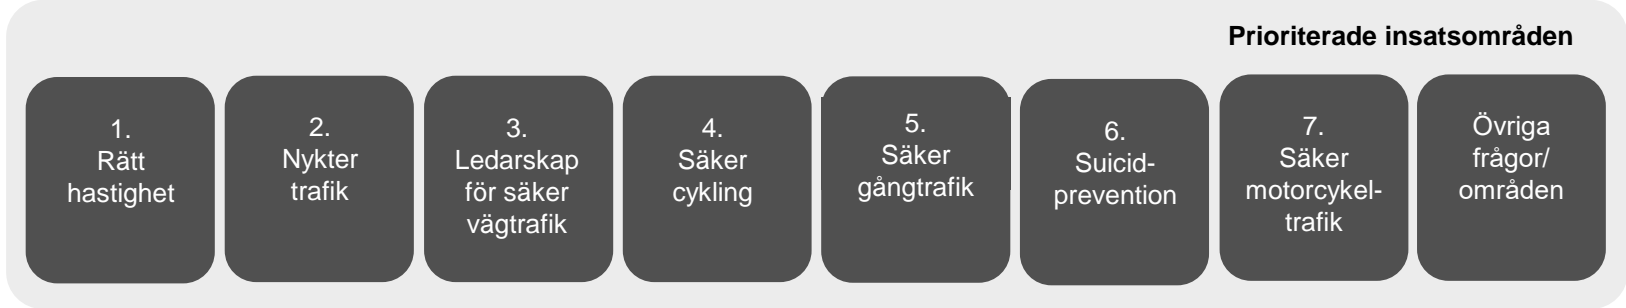 Prioriterade insatsområden
1.
Rätt
hastighet
2.
Nykter
trafik
3.
Ledarskap
för säker
vägtrafik
4.
Säker
cykling
5.
Säker
gångtrafik
6.
Suicid-
prevention
7.
Säker
motorcykel-
trafik
Övriga
frågor/
områden